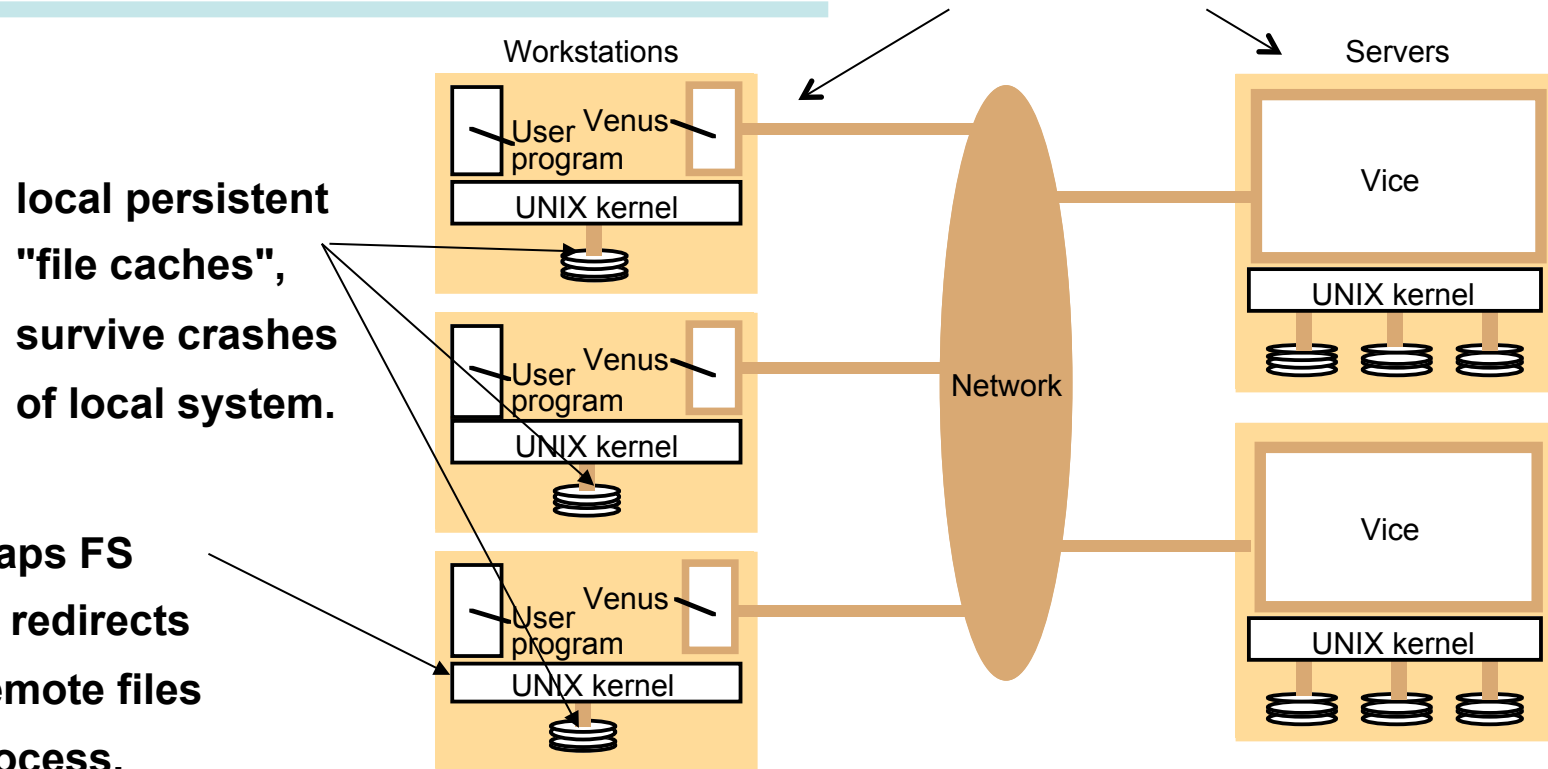 Workstations
Servers
User
program
Venus
UNIX kernel
local persistent
"file caches",
survive crashes
of local system.
User
program
Venus
UNIX kernel
Network
Vice
UNIX kernel
aps FS
redirects
emote files
ocess.
User
program
Venus
UNIX kernel
Vice
UNIX kernel